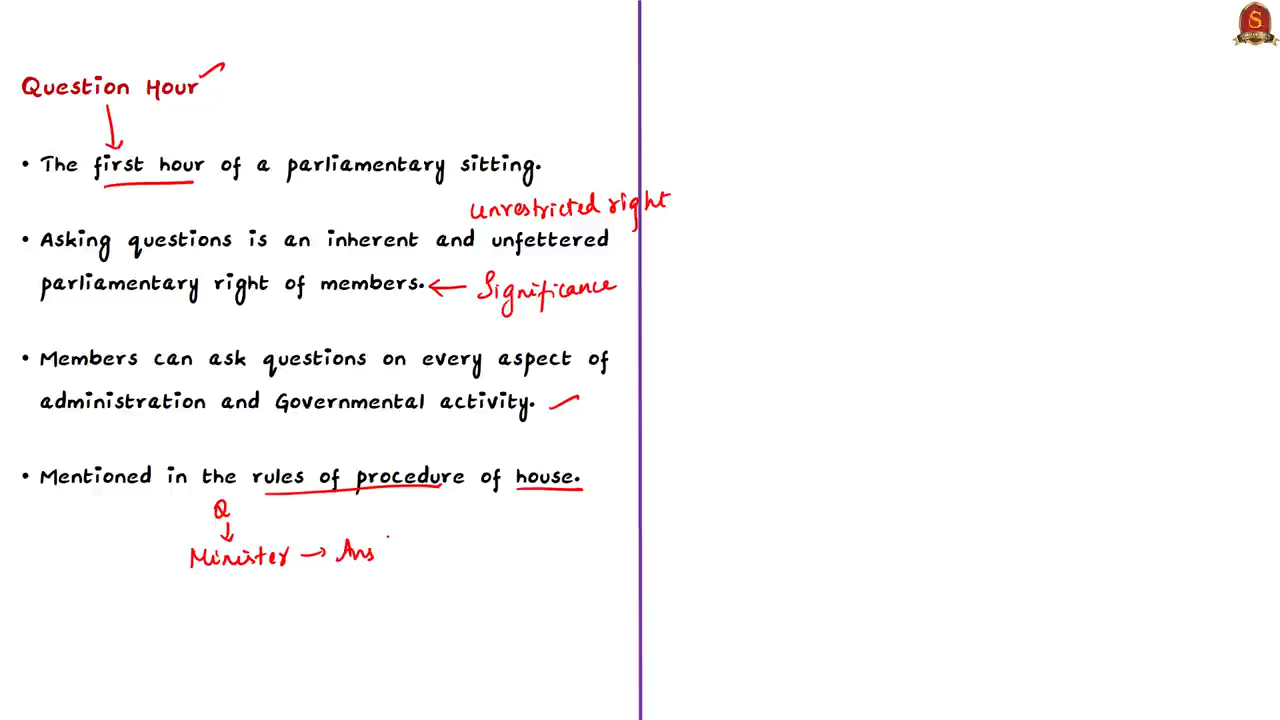 Question Hour
• The first hour of a parliamentary sitting.
unrestricted right
• Asking questions is an inherent and unfettered
parliamentary right of members.
← Significance
• Members can ask questions on every aspect of
administration and Governmental activity.
• Mentioned in the rules of procedure of house.
Q
↓
Minister → Ans